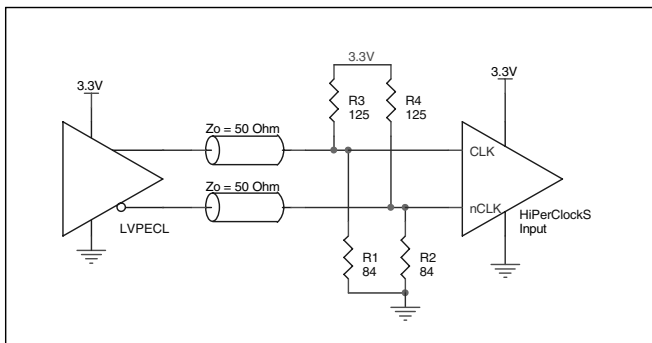 3.3V
3.3V
3.3V
R3
125
R4
125
Zo = 50 Ohm
CLK
Zo = 50 Ohm
nCLK
HiPerClockS
Input
LVPECL
R1
84
R2
84